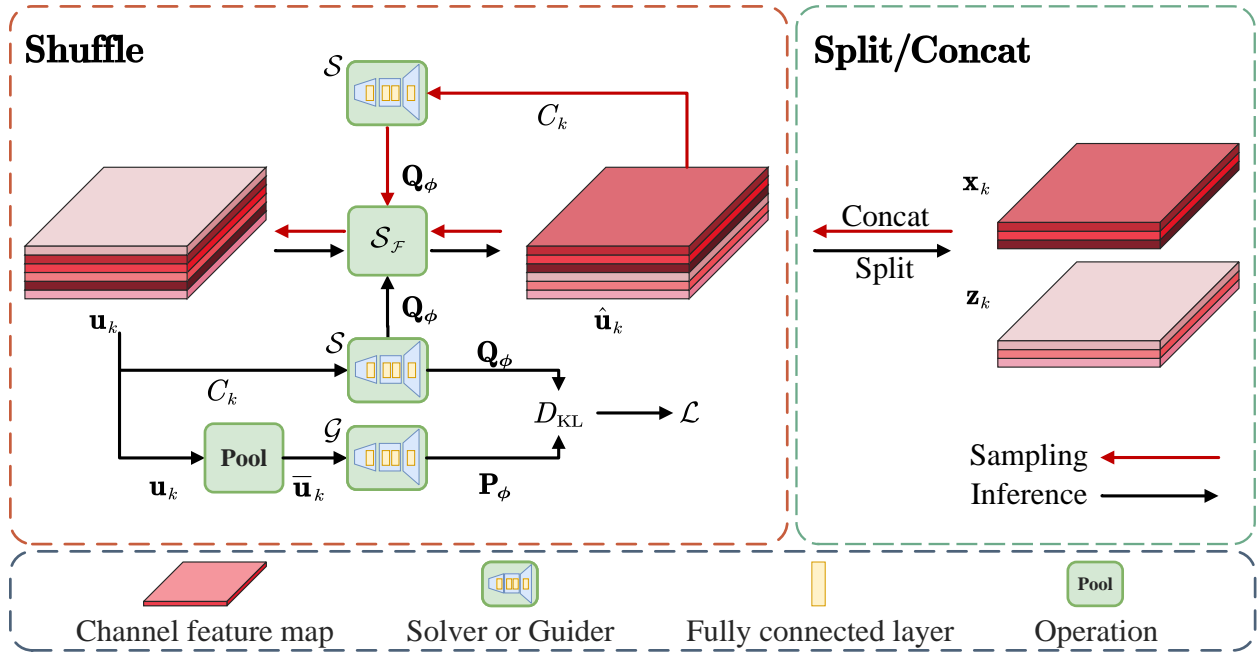 Shuffle
Split/Concat
𝒮
C_k
𝐐_ϕ
𝐱_k
Concat
𝒮_ℱ
Split
𝐳_k
𝐐_ϕ
𝐮_k
û_k
𝒮
𝐐_ϕ
C_k
D_KL
ℒ
𝒢
Pool
𝐮_k
𝐮̅_k
𝐏_ϕ
Sampling
Inference
Pool
Channel feature map
Solver or Guider
Fully connected layer
Operation